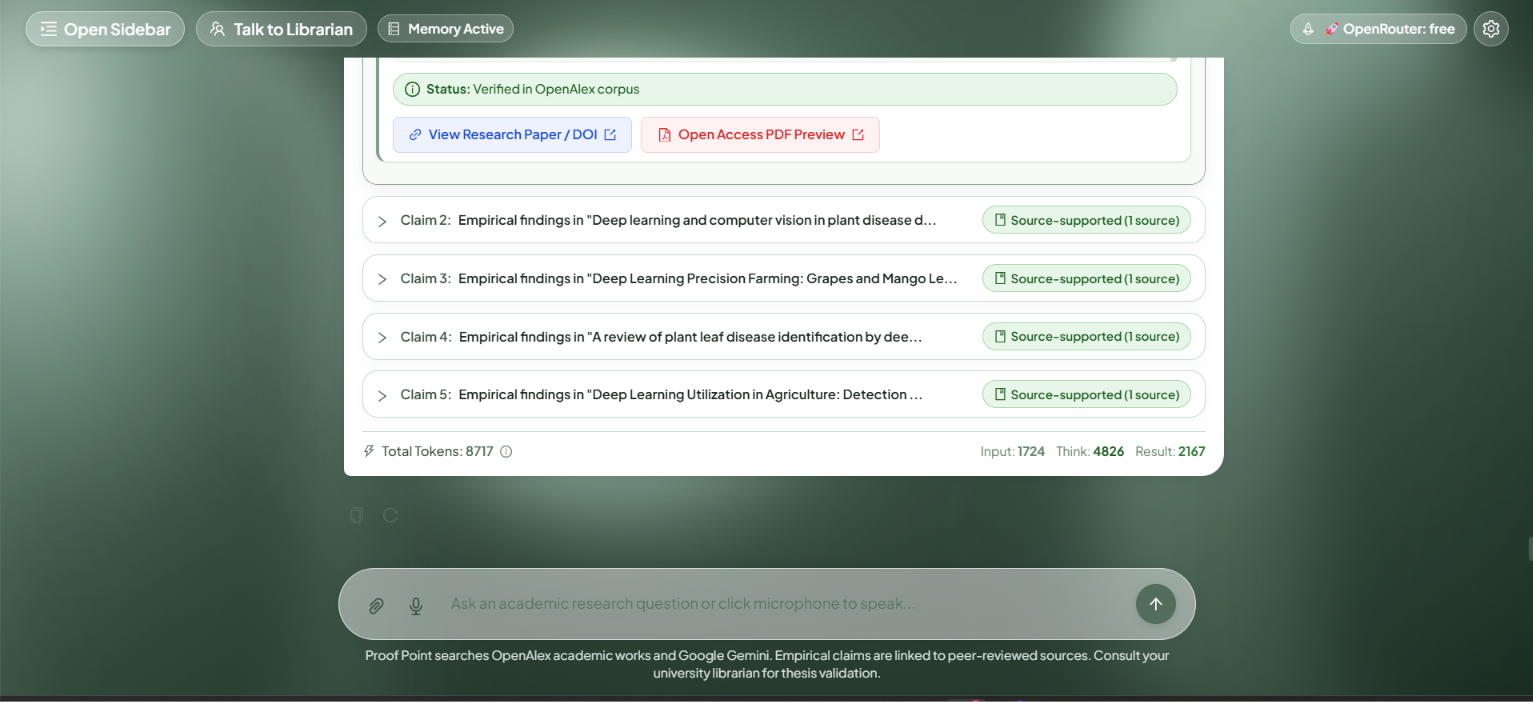 Open Sidebar
Talk to Librarian
Memory Active
🚀 OpenRouter: free
Status: Verified in OpenAlex corpus
View Research Paper / DOI
Open Access PDF Preview
Claim 2: Empirical findings in "Deep learning and computer vision in plant disease d...
Source-supported (1 source)
Claim 3: Empirical findings in "Deep Learning Precision Farming: Grapes and Mango Le...
Source-supported (1 source)
Claim 4: Empirical findings in "A review of plant leaf disease identification by dee...
Source-supported (1 source)
Claim 5: Empirical findings in "Deep Learning Utilization in Agriculture: Detection ...
Source-supported (1 source)
Total Tokens: 8717
Input: 1724 Think: 4826 Result: 2167
Ask an academic research question or click microphone to speak...
Proof Point searches OpenAlex academic works and Google Gemini. Empirical claims are linked to peer-reviewed sources. Consult your
university librarian for thesis validation.